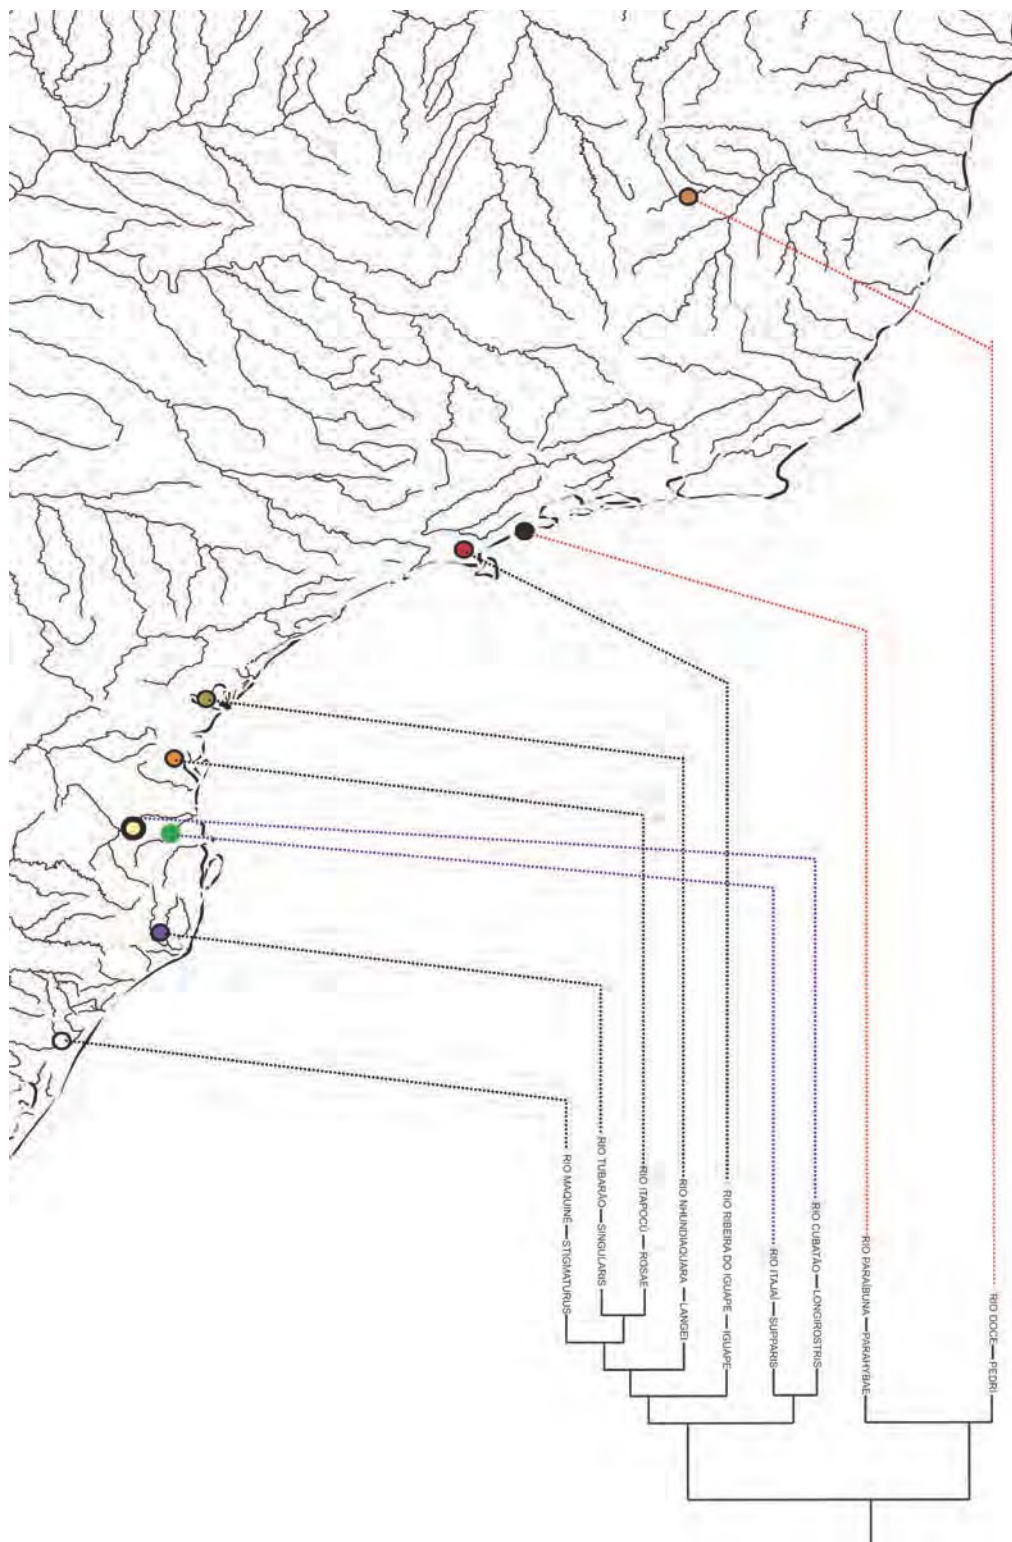 RIO MAQUINÉ — STIGMATURUS
RIO TUBARÃO — SINGULARIS
RIO ITAPOCÚ — ROSAE
RIO NHUNDIAQUARA — LANGEI
RIO RIBEIRA DO IGUAPE — IGUAPE
RIO ITAJAÍ — SUPPARIS
RIO CUBATÃO — LONGIROSTRIS
RIO PARAÍBUNA — PARAHYBAE
RIO DOCE — PEDRI